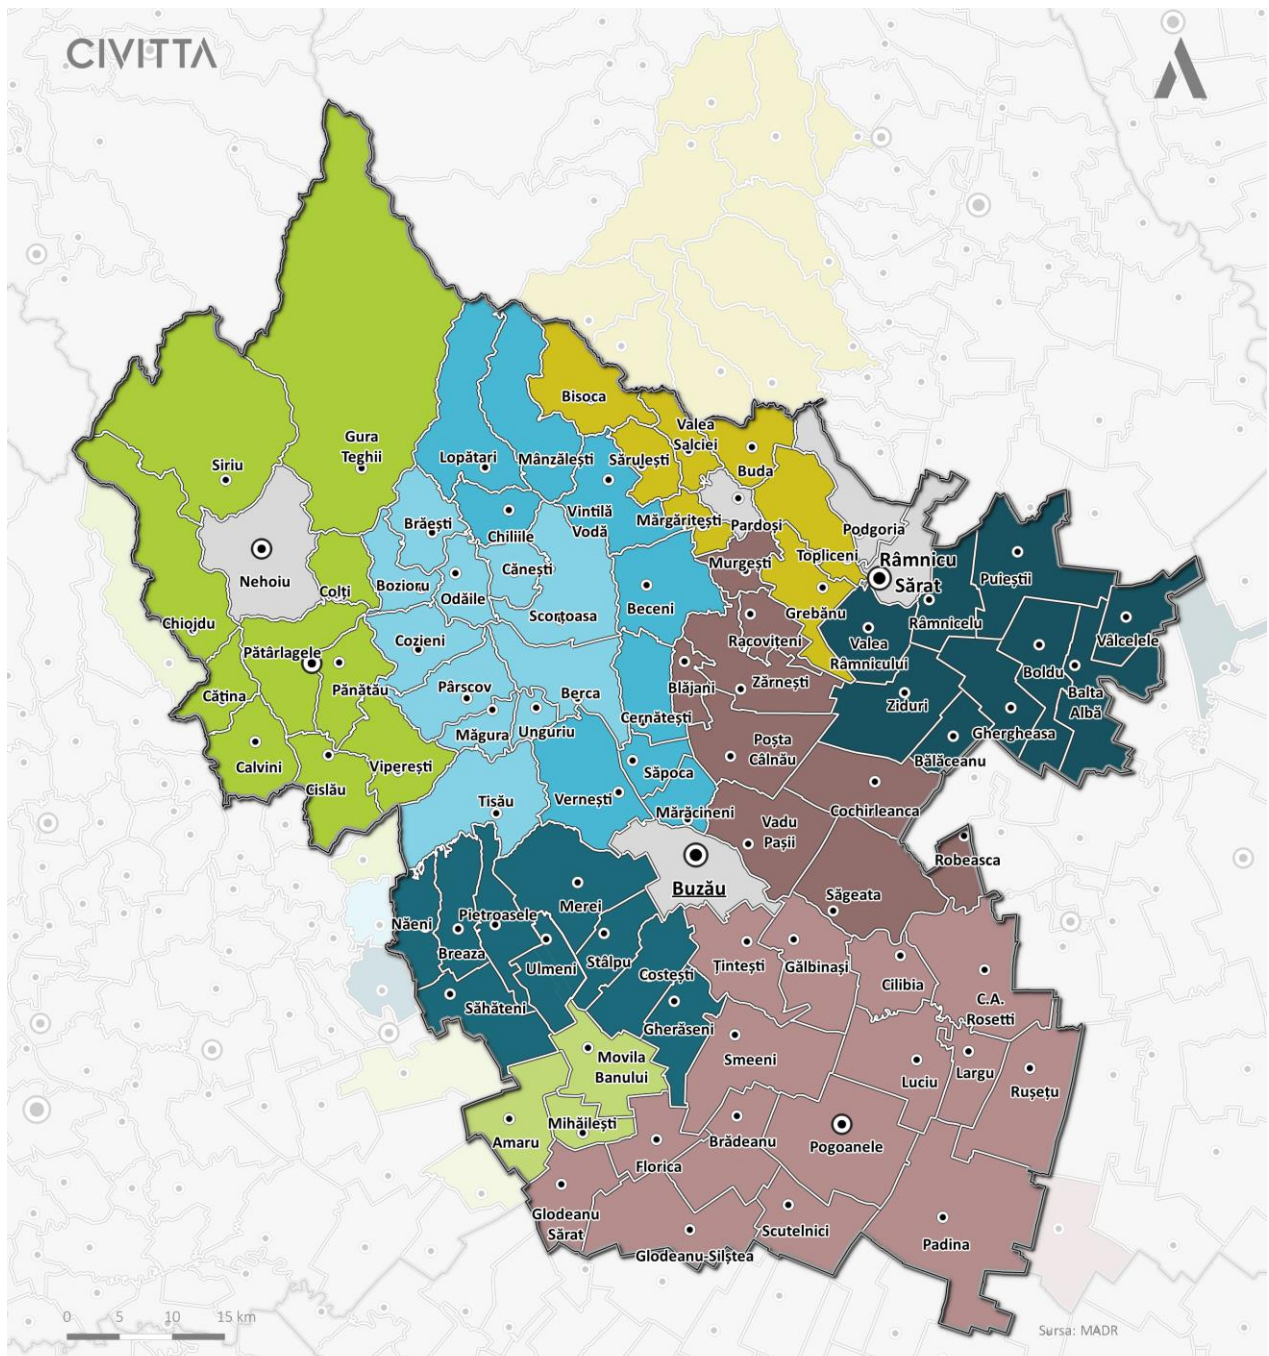 CIVITTA
Bisoca
Valea
Salciei
Gura
Teghii
Siriu
Lopătari
Mânzălești
Sărulești
Buda
Vintilă
Vodă
Mărgăritești
Pardoși
Podgoria
Brăești
Chiliile
Nehoiu
Murgești
Topliceni
Râmnicu
Sărat
Puieștii
Colți
Bozioru
Odăile
Cănești
Scorțoasa
Beceni
Grebănu
Râmnicelu
Chiojdu
Cozieni
Racovițeni
Valea
Râmnicului
Vâlcelele
Pătârlagele
Pănătău
Pârscov
Berca
Blăjani
Zărnești
Boldu
Balta
Albă
Cătina
Măgura
Unguriu
Cernătești
Ziduri
Ghergheasa
Calvini
Viperești
Poșta
Câlnău
Bălăceanu
Cislău
Săpoca
Tisău
Vernești
Mărăcineni
Vadu
Pașii
Cochirleanca
Robeasca
Buzău
Săgeata
Năeni
Pietroasele
Merei
Breaza
Ulmeni
Stâlpu
Costești
Țintești
Gălbinași
Cilibia
C.A.
Rosetti
Săhăteni
Gherăseni
Movila
Banului
Smeeni
Luciu
Largu
Rușețu
Amaru
Mihăilești
Brădeanu
Pogoanele
Florica
Glodeanu
Sărat
Scutelnici
Padina
Glodeanu-Siliștea
0 5 10 15 km
Sursa: MADR